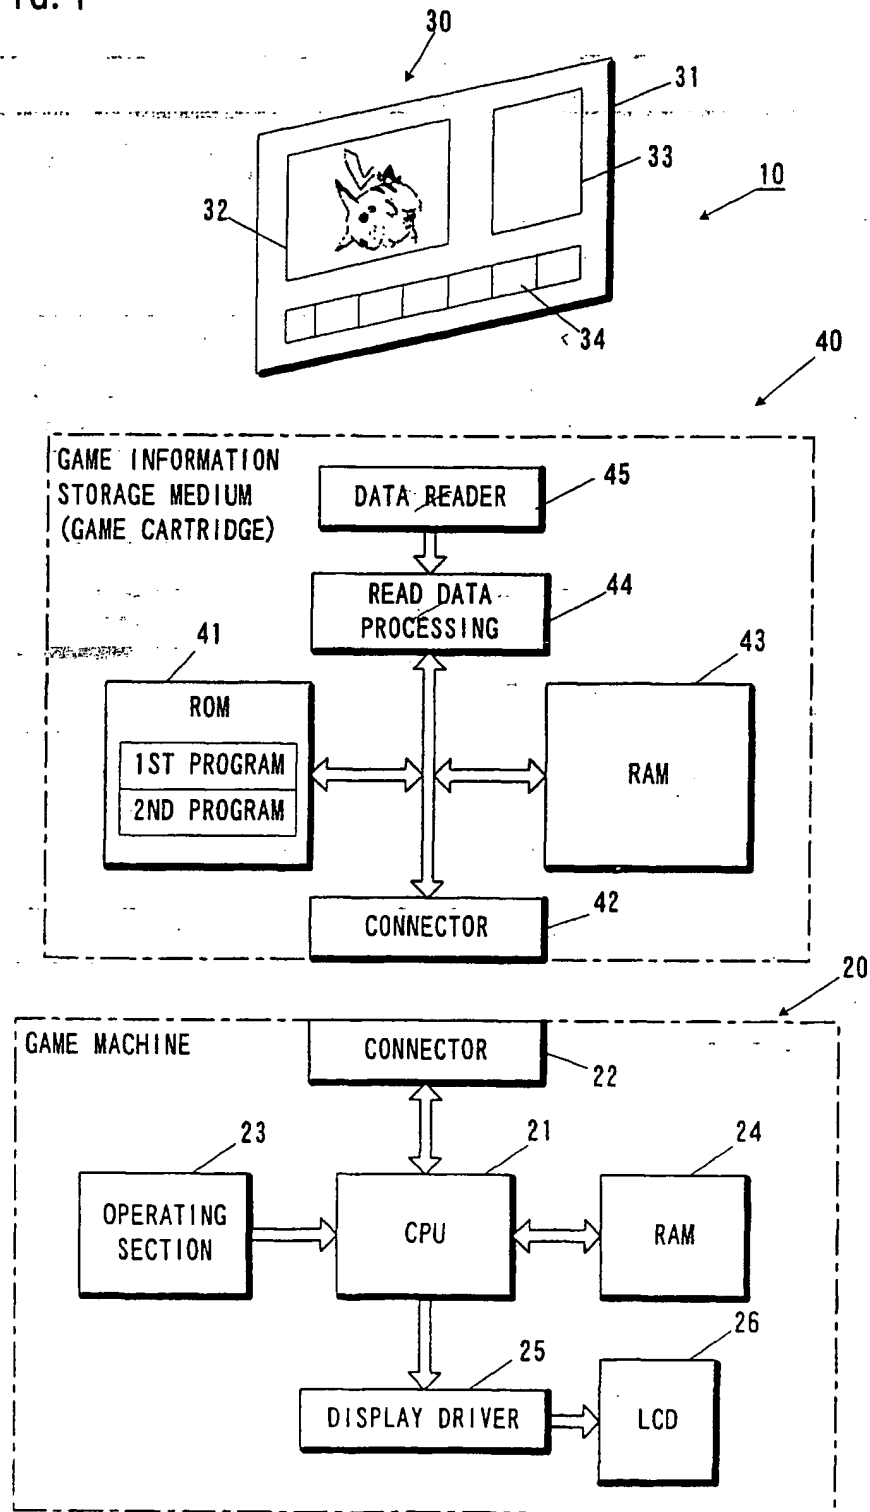 FIG. 1
30
31
33
10
32
34
40
GAME INFORMATION
STORAGE MEDIUM
(GAME CARTRIDGE)
DATA READER
45
READ DATA
PROCESSING
44
41
43
ROM
1ST PROGRAM
2ND PROGRAM
RAM
42
CONNECTOR
20
GAME MACHINE
CONNECTOR
22
23
21
24
OPERATING
SECTION
CPU
RAM
25
26
DISPLAY DRIVER
LCD